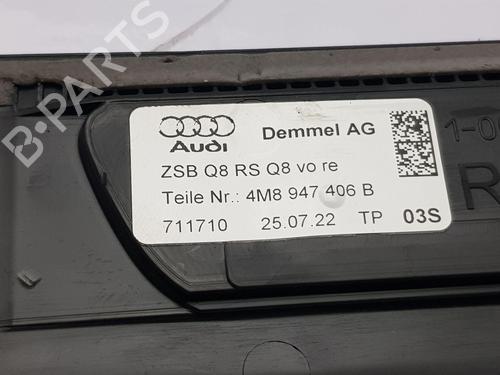 B-PARTS
Audi
Demmel AG
ZSB Q8 RS Q8 vo re
Teile Nr.: 4M8 947 406 B
711710 25.07.22 TP 03S
R